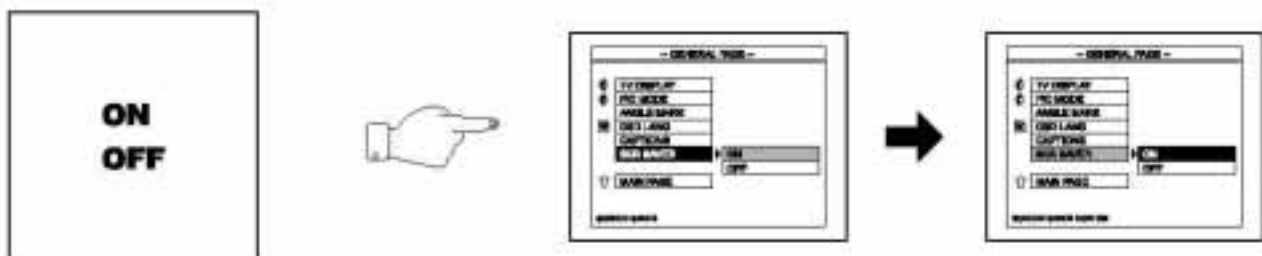 ON
OFF
-- GENERAL PAGE --
TV DISPLAY
PIC MODE
ANGLE MARK
OSD LANG
CAPTIONS
SCR SAVER
ON
OFF
MAIN PAGE
-- GENERAL PAGE --
TV DISPLAY
PIC MODE
ANGLE MARK
OSD LANG
CAPTIONS
SCR SAVER
ON
OFF
MAIN PAGE